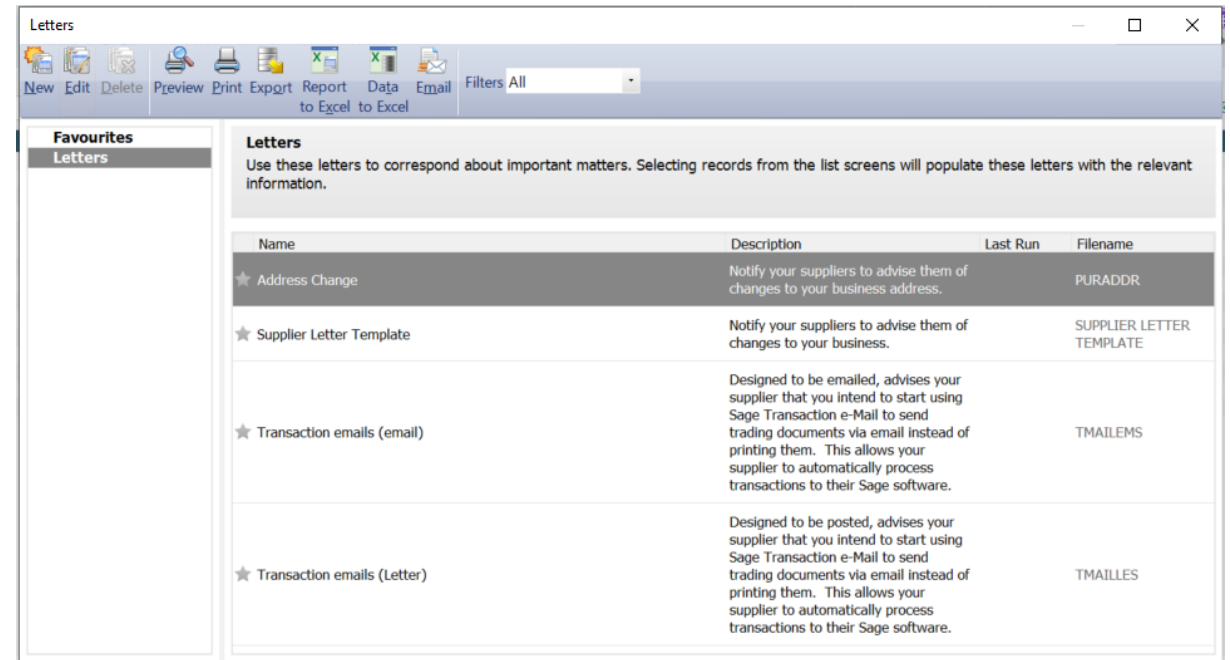 Letters
New Edit Delete Preview Print Export Report to Excel Data to Excel Email Filters All
Favourites
Letters
Letters
Use these letters to correspond about important matters. Selecting records from the list screens will populate these letters with the relevant
information.
Name Description Last Run Filename
Address Change
Notify your suppliers to advise them of
changes to your business address.
PURADDR
Supplier Letter Template
Notify your suppliers to advise them of
changes to your business.
SUPPLIER LETTER
TEMPLATE
Transaction emails (email)
Designed to be emailed, advises your
supplier that you intend to start using
Sage Transaction e-Mail to send
trading documents via email instead of
printing them. This allows your
supplier to automatically process
transactions to their Sage software.
TMAILEMS
Transaction emails (Letter)
Designed to be posted, advises your
supplier that you intend to start using
Sage Transaction e-Mail to send
trading documents via email instead of
printing them. This allows your
supplier to automatically process
transactions to their Sage software.
TMAILLES